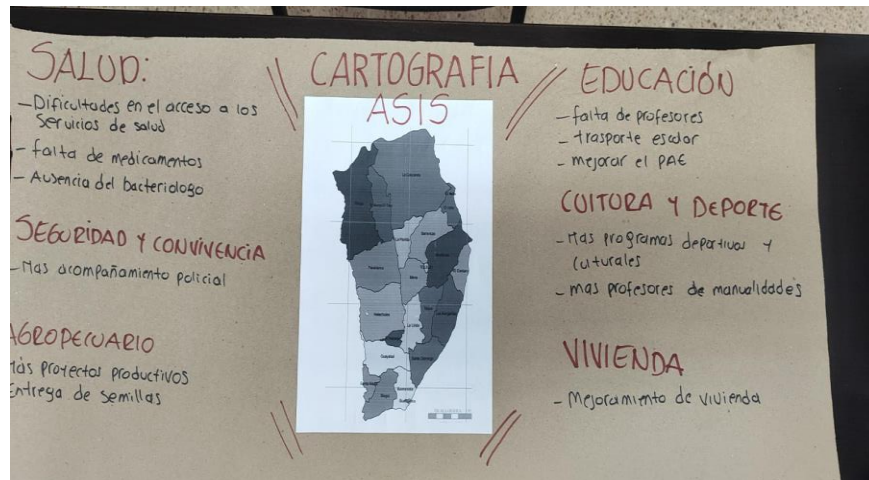 CARTOGRAFIA
ASIS
SALUD:
- Dificultades en el acceso a los
Servicios de salud
- falta de medicamentos
- Ausencia del bacteriologo
SEGURIDAD Y CONVIVENCIA
- Mas acompañamiento policial
AGROPECUARIO
Más proyectos productivos
Entrega de Semillas
EDUCACIÓN
- falta de profesores
- trasporte escolar
- mejorar el PAE
CULTURA Y DEPORTE
- Mas programas deportivos y
culturales
- mas profesores de manualidades
VIVIENDA
- Mejoramiento de vivienda